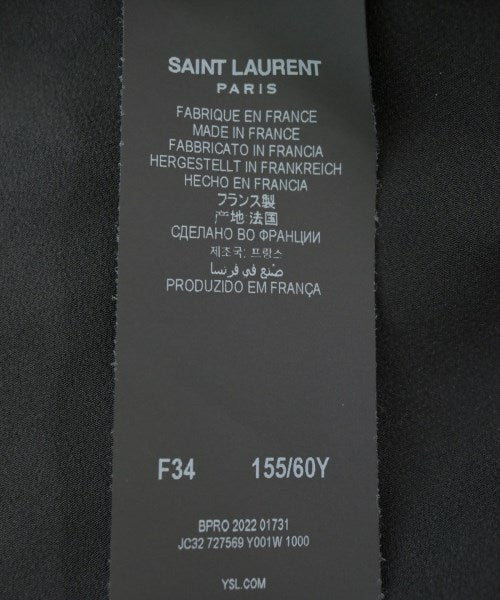 SAINT LAURENT
PARIS
FABRIQUE EN FRANCE
MADE IN FRANCE
FABBRICATO IN FRANCIA
HERGESTELLT IN FRANKREICH
HECHO EN FRANCIA
フランス製
产地:法国
СДЕЛАНО ВО ФРАНЦИИ
제조국: 프랑스
صنع في فرنسا
PRODUZIDO EM FRANÇA
F34 155/60Y
BPRO 2022 01731
JC32 727569 Y001W 1000
YSL.COM